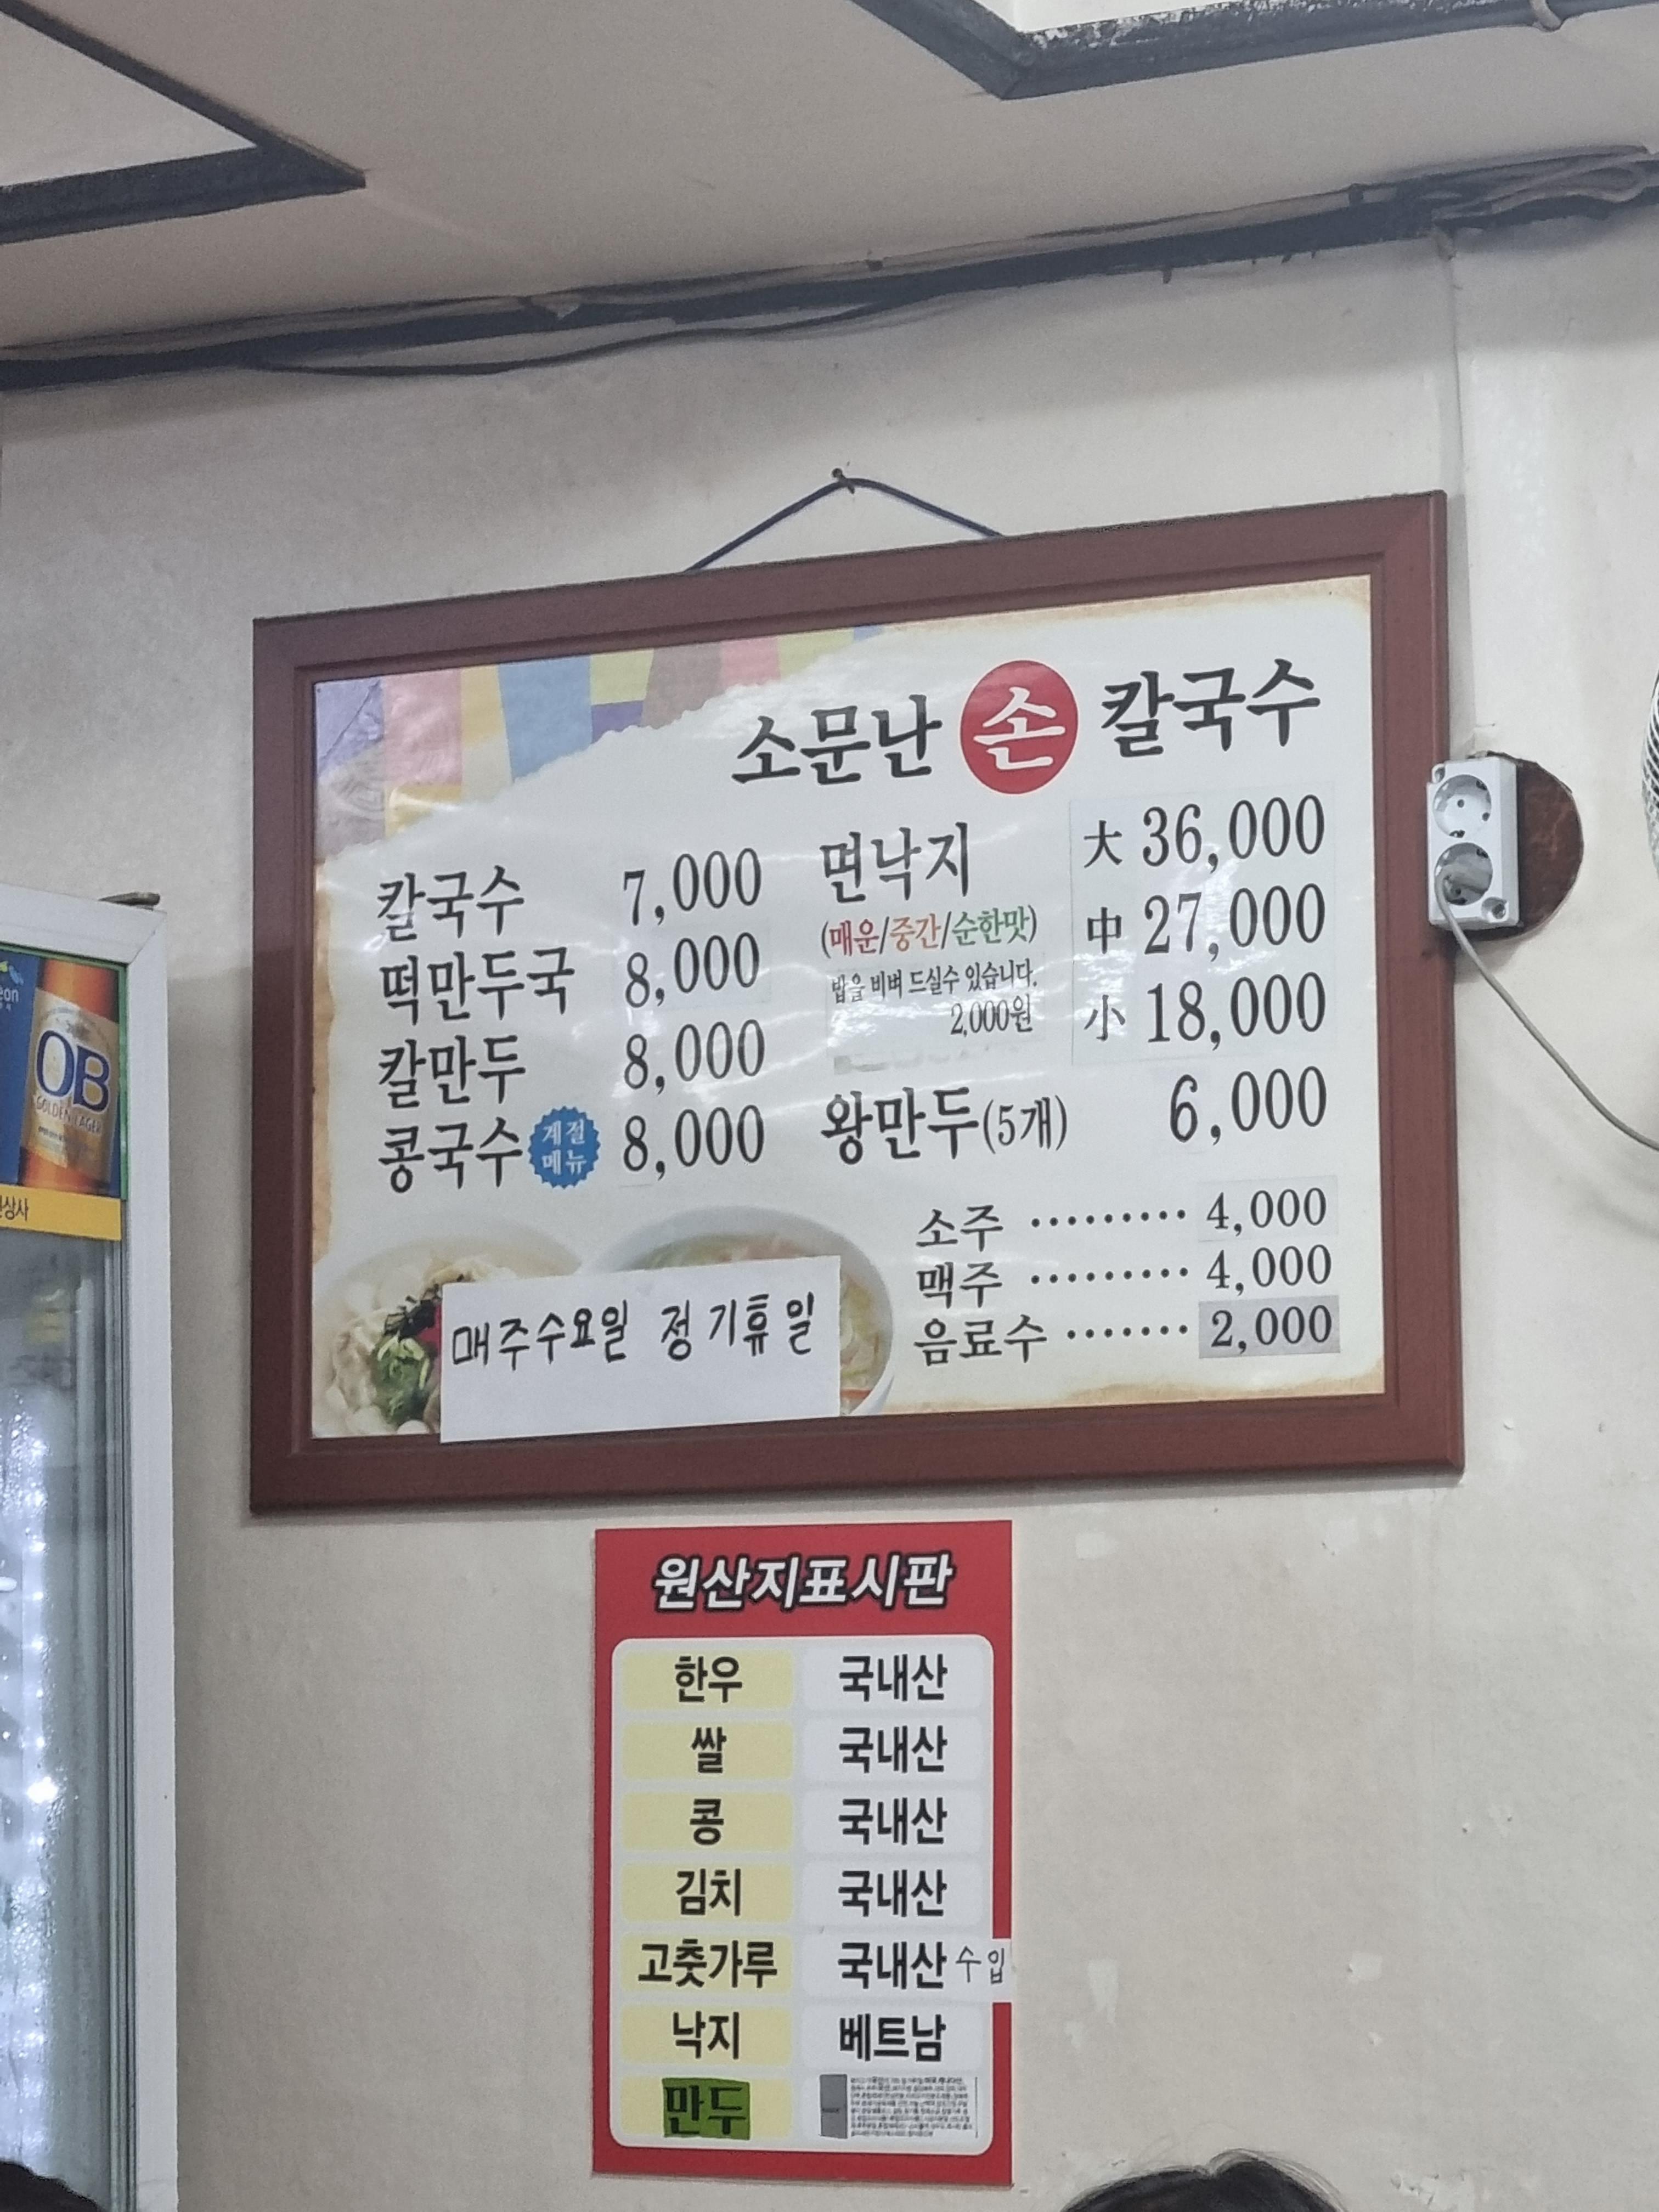 소문난 손 칼국수
칼국수 7,000
떡만두국 8,000
칼만두 8,000
콩국수 계절메뉴 8,000
면낙지 大 36,000
(매운/중간/순한맛) 中 27,000
밥을 비벼 드실수 있습니다.
2,000원
小 18,000
왕만두(5개) 6,000
소주 ········· 4,000
맥주 ········· 4,000
음료수 ······· 2,000
매주수요일 정기휴일
OB
GOLDEN LAGER
상사
원산지표시판
한우 국내산
쌀 국내산
콩 국내산
김치 국내산
고춧가루 국내산 수입
낙지 베트남
만두